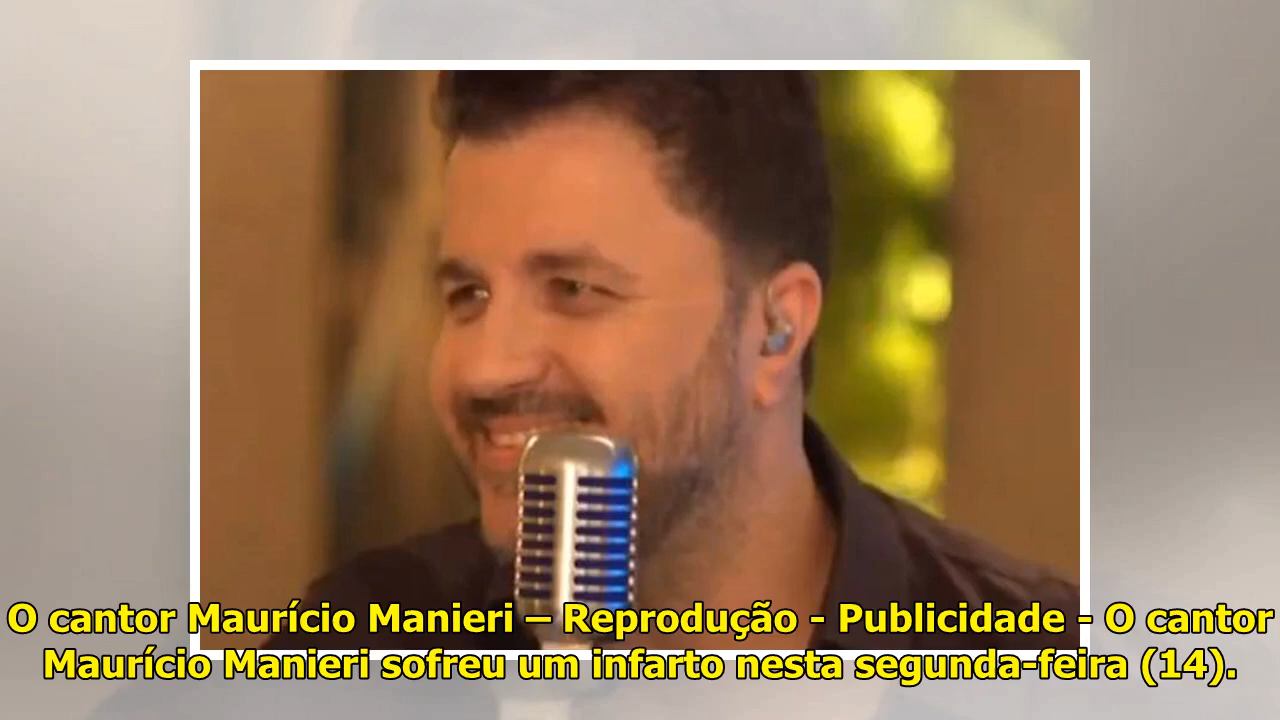 O cantor Maurício Manieri – Reprodução - Publicidade - O cantor
Maurício Manieri sofreu um infarto nesta segunda-feira (14).